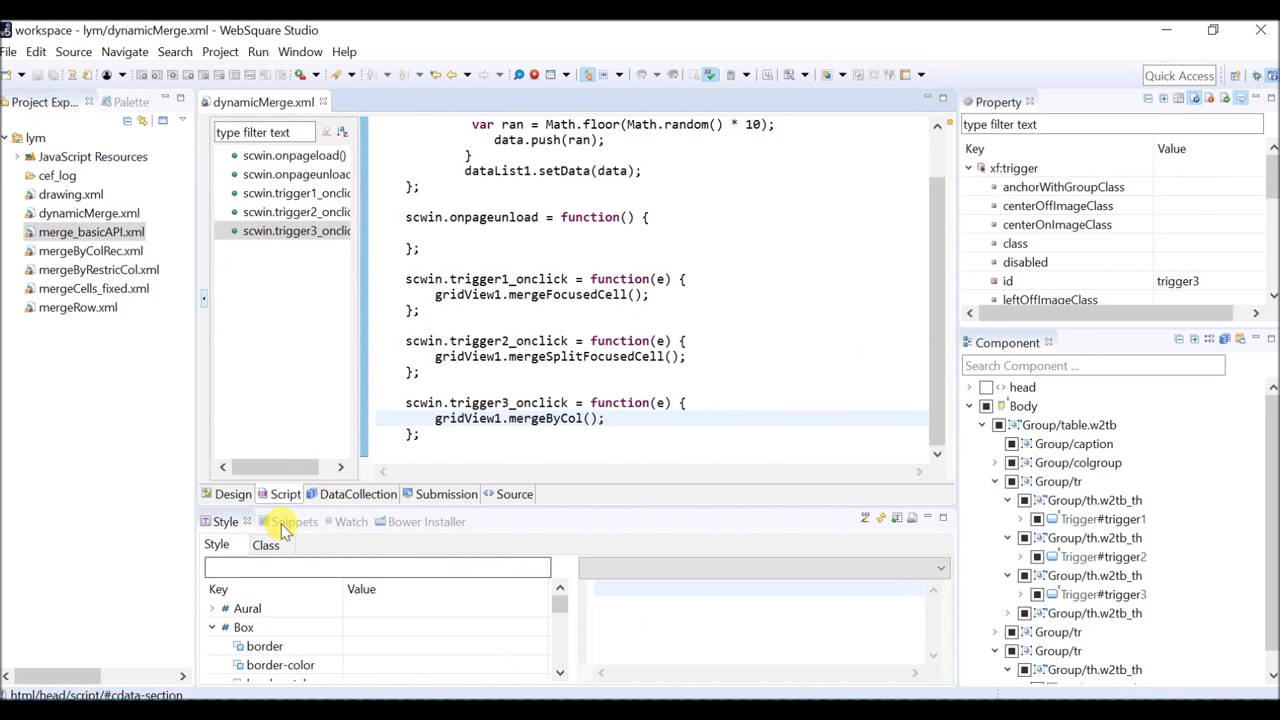 workspace - lym/dynamicMerge.xml - WebSquare Studio
File Edit Source Navigate Search Project Run Window Help
Quick Access
Project Exp...
Palette
lym
JavaScript Resources
cef_log
drawing.xml
dynamicMerge.xml
merge_basicAPI.xml
mergeByColRec.xml
mergeByRestricCol.xml
mergeCells_fixed.xml
mergeRow.xml
dynamicMerge.xml
type filter text
scwin.onpageload()
scwin.onpageunload
scwin.trigger1_onclic
scwin.trigger2_onclic
scwin.trigger3_onclic
var ran = Math.floor(Math.random() * 10);
data.push(ran);
}
dataList1.setData(data);
};
scwin.onpageunload = function() {
};
scwin.trigger1_onclick = function(e) {
gridView1.mergeFocusedCell();
};
scwin.trigger2_onclick = function(e) {
gridView1.mergeSplitFocusedCell();
};
scwin.trigger3_onclick = function(e) {
gridView1.mergeByCol();
};
Design Script DataCollection Submission Source
Style Snippets Watch Bower Installer
Style Class
Key Value
Aural
Box
border
border-color
Property
type filter text
Key Value
xf:trigger
anchorWithGroupClass
centerOffImageClass
centerOnImageClass
class
disabled
id trigger3
leftOffImageClass
Component
Search Component ...
head
Body
Group/table.w2tb
Group/caption
Group/colgroup
Group/tr
Group/th.w2tb_th
Trigger#trigger1
Group/th.w2tb_th
Trigger#trigger2
Group/th.w2tb_th
Trigger#trigger3
Group/th.w2tb_th
Group/tr
Group/tr
Group/th.w2tb_th
html/head/script/#cdata-section